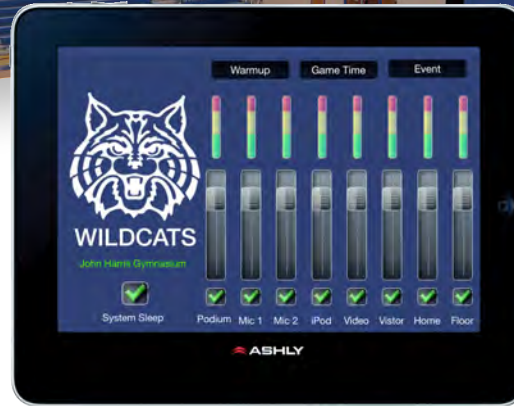 Warmup Game Time Event
WILDCATS
John Harris Gymnasium
System Sleep
Podium Mic 1 Mic 2 iPod Video Vistor Home Floor
ASHLY